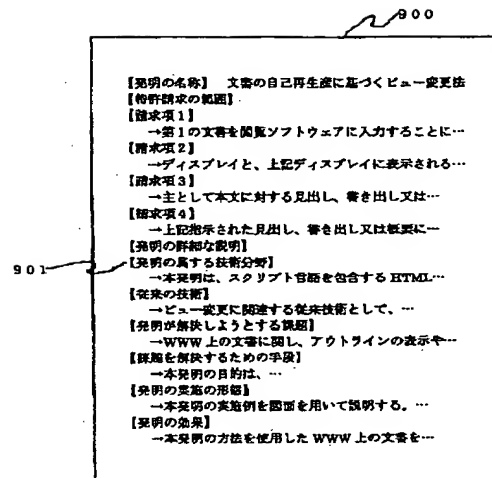 900
【発明の名称】 文書の自己再生産に基づくビュー変更法
【特許請求の範囲】
【請求項1】
→第1の文書を閲覧ソフトウェアに入力することに…
【請求項2】
→ディスプレイと、上記ディスプレイに表示される…
【請求項3】
→主として本文に対する見出し、書き出し又は…
【請求項4】
→上記指示された見出し、書き出し又は概要に…
【発明の詳細な説明】
901
【発明の属する技術分野】
→本発明は、スクリプト言語を包含する HTML…
【従来の技術】
→ビュー変更に関連する従来技術として、…
【発明が解決しようとする課題】
→WWW 上の文書に関し、アウトラインの表示や…
【課題を解決するための手段】
→本発明の目的は、…
【発明の実施の形態】
→本発明の実施例を図面を用いて説明する。…
【発明の効果】
→本発明の方法を使用した WWW 上の文書を…